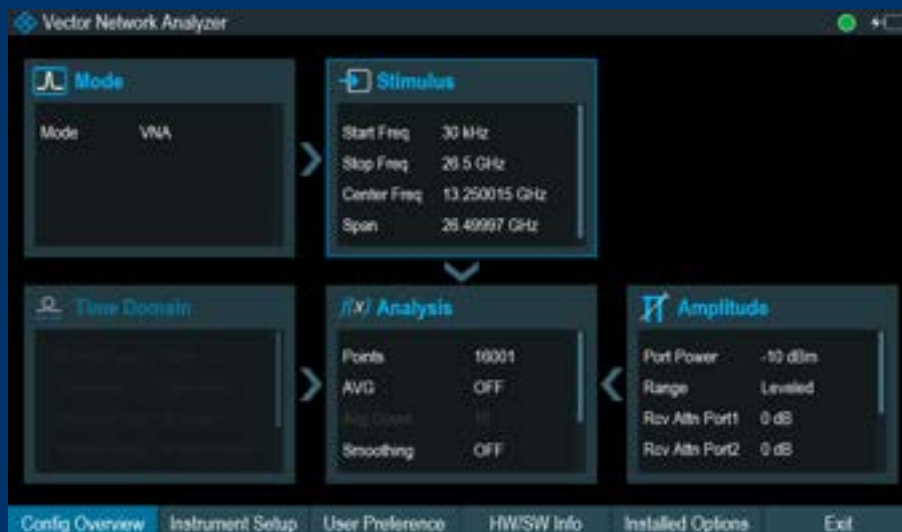 Vector Network Analyzer
Mode
Mode VNA
Stimulus
Start Freq 30 kHz
Stop Freq 26.5 GHz
Center Freq 13.250015 GHz
Span 26.49997 GHz
Time Domain
f(x) Analysis
Points 16001
AVG OFF
Avg Count 10
Smoothing OFF
Amplitude
Port Power -10 dBm
Range Leveled
Rcv Attn Port1 0 dB
Rcv Attn Port2 0 dB
Config Overview Instrument Setup User Preference HW/SW Info Installed Options Exit